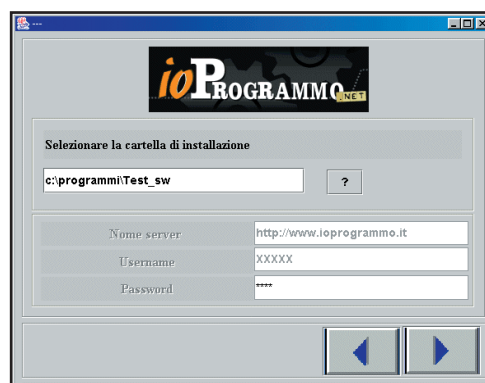 ---
ioPROGRAMMO.NET
Selezionare la cartella di installazione
c:\programmi\Test_sw
?
Nome server http://www.ioprogrammo.it
Username XXXXX
Password ****